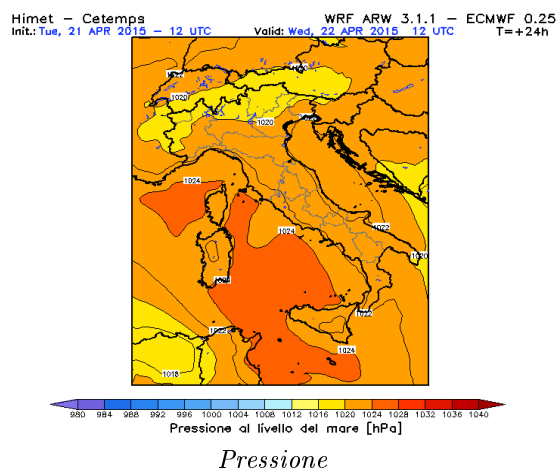 Himet – Cetemps WRF ARW 3.1.1 – ECMWF 0.25
Init.: Tue, 21 APR 2015 – 12 UTC Valid: Wed, 22 APR 2015 12 UTC T=+24h
1020
1020
1024
1024
1022
1020
1022
1024
1018
980 984 988 992 996 1000 1004 1008 1012 1016 1020 1024 1028 1032 1036 1040
Pressione al livello del mare [hPa]
Pressione